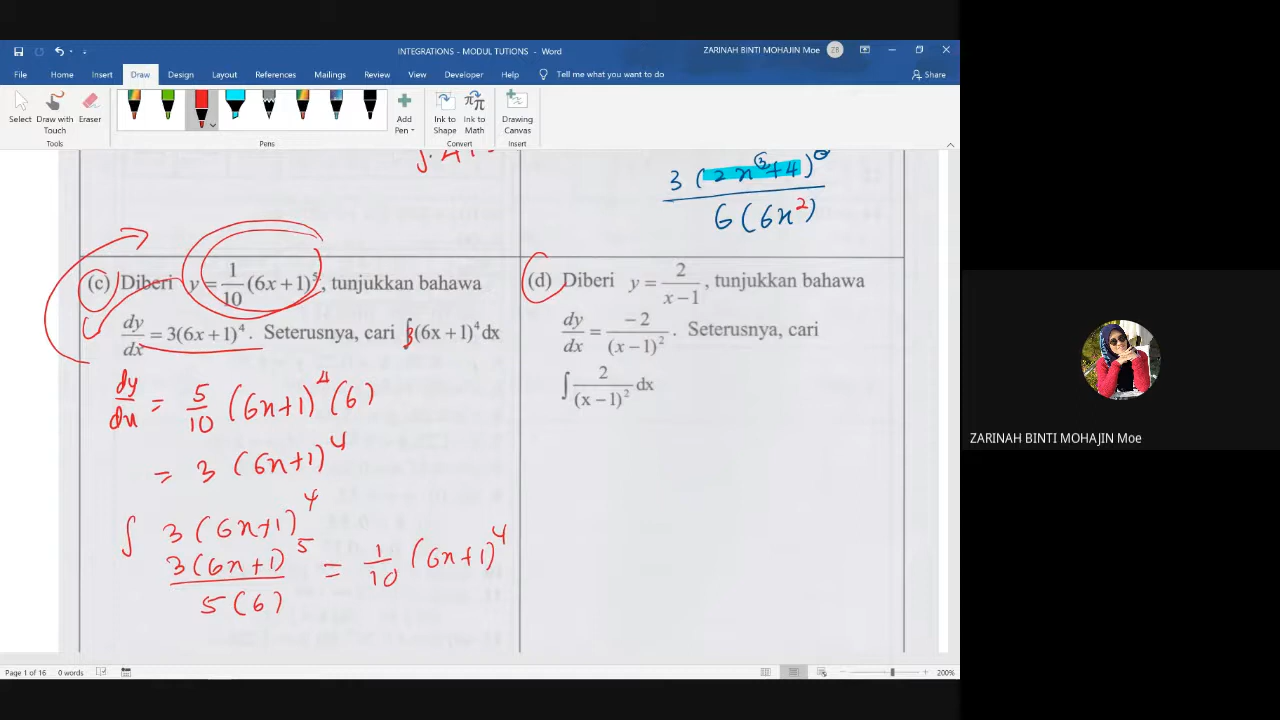 INTEGRATIONS - MODUL TUTIONS - Word
ZARINAH BINTI MOHAJIN Moe ZB
File Home Insert Draw Design Layout References Mailings Review View Developer Help Tell me what you want to do Share
Select Draw with Touch Eraser Add Pen Ink to Shape Ink to Math Drawing Canvas
Tools Pens Convert Insert
3 (2x^3+4)
6(6x^2)
(c) Diberi y = 1/10 (6x+1)^5, tunjukkan bahawa
dy/dx = 3(6x+1)^4. Seterusnya, cari ∫3(6x+1)^4 dx
dy/dx = 5/10 (6x+1)^4 (6)
= 3 (6x+1)^4
∫ 3 (6x+1)^4
3(6x+1)^5 / 5(6) = 1/10 (6x+1)^4
(d) Diberi y = 2/(x−1), tunjukkan bahawa
dy/dx = −2/(x−1)^2. Seterusnya, cari
∫ 2/(x−1)^2 dx
ZARINAH BINTI MOHAJIN Moe
Page 1 of 16 0 words 200%